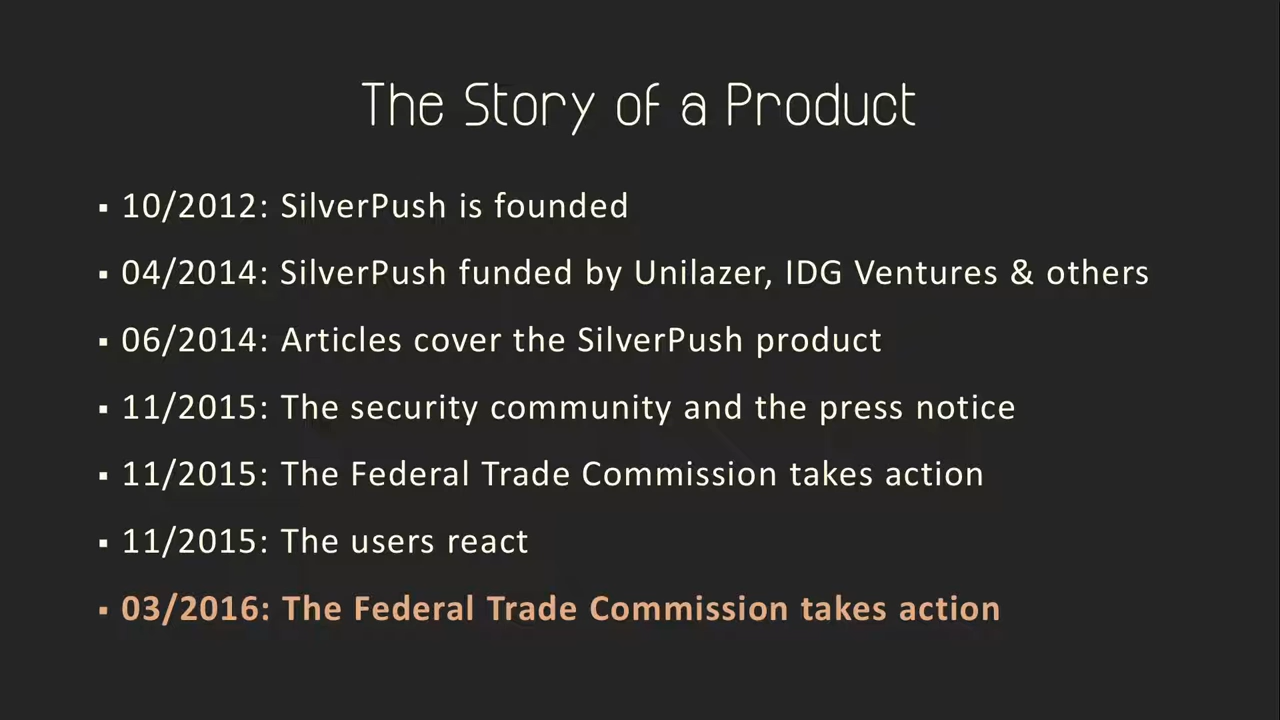 The Story of a Product
▪ 10/2012: SilverPush is founded
▪ 04/2014: SilverPush funded by Unilazer, IDG Ventures & others
▪ 06/2014: Articles cover the SilverPush product
▪ 11/2015: The security community and the press notice
▪ 11/2015: The Federal Trade Commission takes action
▪ 11/2015: The users react
▪ 03/2016: The Federal Trade Commission takes action